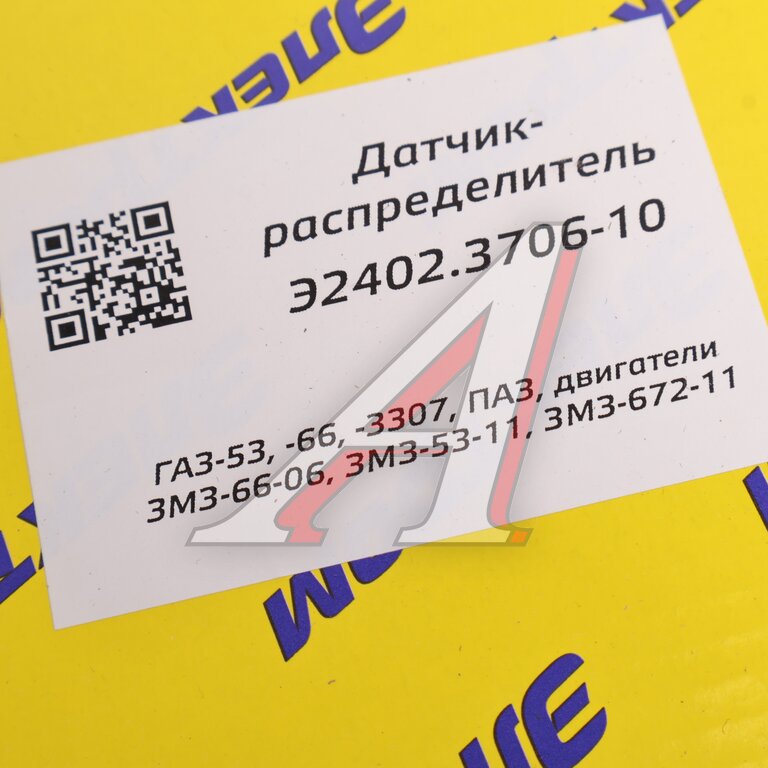 ЭЛЕК
Датчик-
распределитель
Э2402.3706-10
ГАЗ-53, -66, -3307, ПАЗ, двигатели
ЗМЗ-66-06, ЗМЗ-53-11, ЗМЗ-672-11